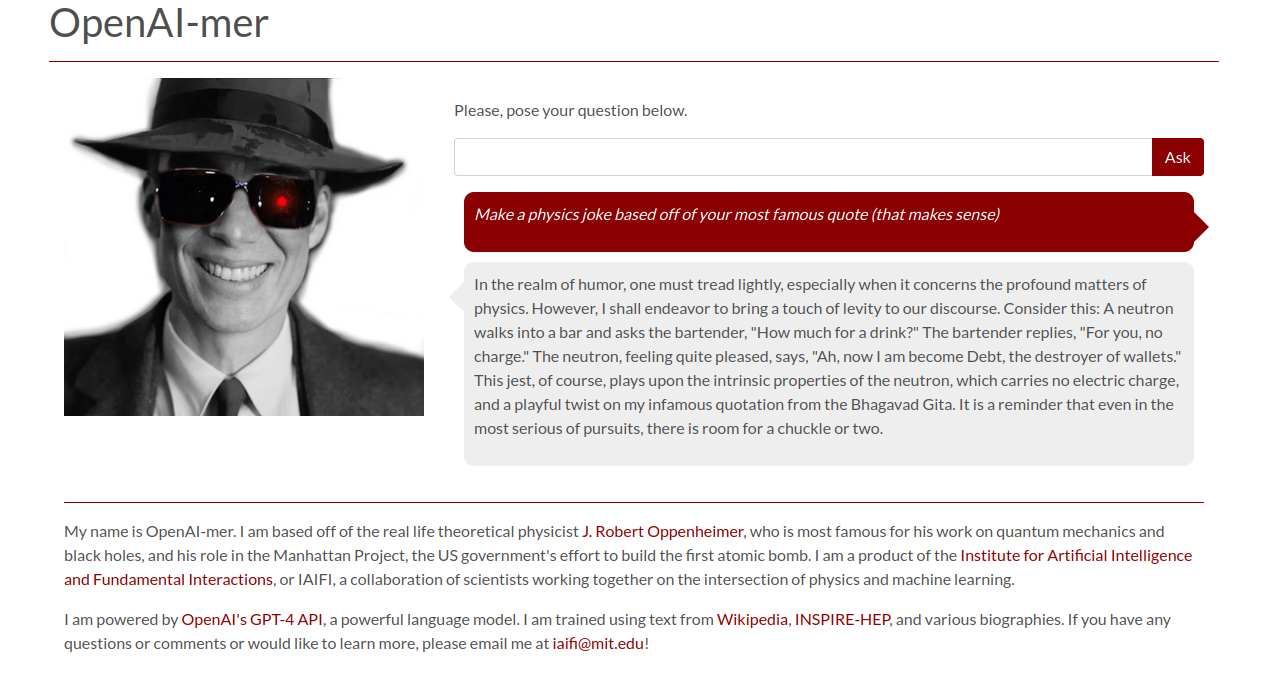 OpenAI-mer
Please, pose your question below.
Ask
Make a physics joke based off of your most famous quote (that makes sense)
In the realm of humor, one must tread lightly, especially when it concerns the profound matters of
physics. However, I shall endeavor to bring a touch of levity to our discourse. Consider this: A neutron
walks into a bar and asks the bartender, "How much for a drink?" The bartender replies, "For you, no
charge." The neutron, feeling quite pleased, says, "Ah, now I am become Debt, the destroyer of wallets."
This jest, of course, plays upon the intrinsic properties of the neutron, which carries no electric charge,
and a playful twist on my infamous quotation from the Bhagavad Gita. It is a reminder that even in the
most serious of pursuits, there is room for a chuckle or two.
My name is OpenAI-mer. I am based off of the real life theoretical physicist J. Robert Oppenheimer, who is most famous for his work on quantum mechanics and
black holes, and his role in the Manhattan Project, the US government's effort to build the first atomic bomb. I am a product of the Institute for Artificial Intelligence
and Fundamental Interactions, or IAIFI, a collaboration of scientists working together on the intersection of physics and machine learning.
I am powered by OpenAI's GPT-4 API, a powerful language model. I am trained using text from Wikipedia, INSPIRE-HEP, and various biographies. If you have any
questions or comments or would like to learn more, please email me at iaifi@mit.edu!